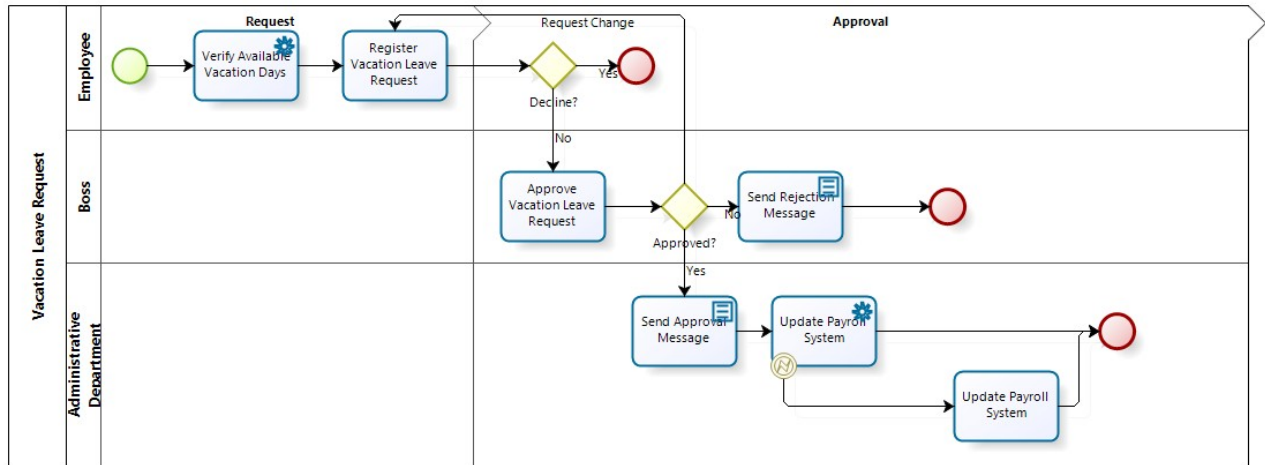 Vacation Leave Request
Request
Approval
Employee
Verify Available
Vacation Days
Register
Vacation Leave
Request
Request Change
Decline?
Yes
No
Boss
Approve
Vacation Leave
Request
Approved?
No
Send Rejection
Message
Yes
Administrative
Department
Send Approval
Message
Update Payroll
System
Update Payroll
System